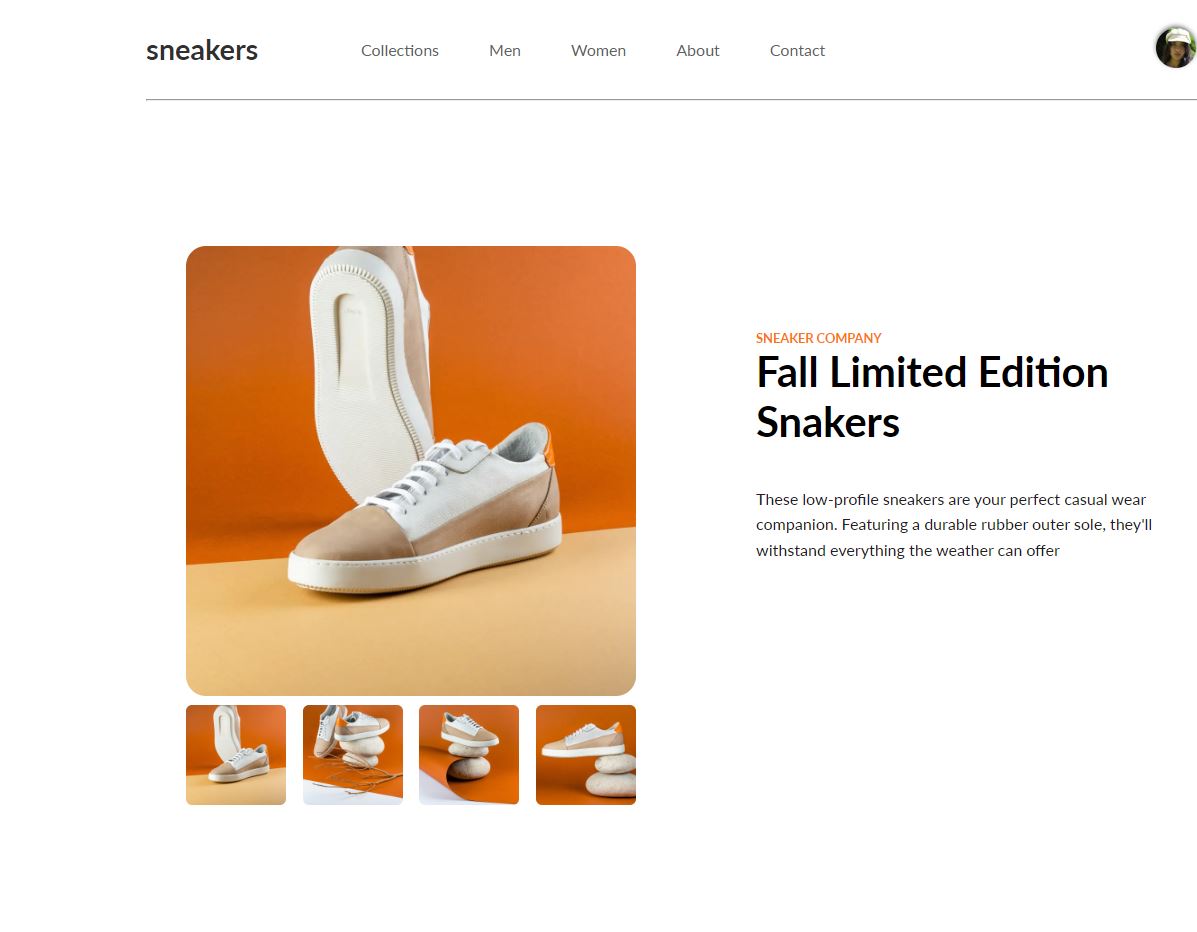 sneakers
Collections
Men
Women
About
Contact
SNEAKER COMPANY
Fall Limited Edition
Snakers
These low-profile sneakers are your perfect casual wear
companion. Featuring a durable rubber outer sole, they'll
withstand everything the weather can offer